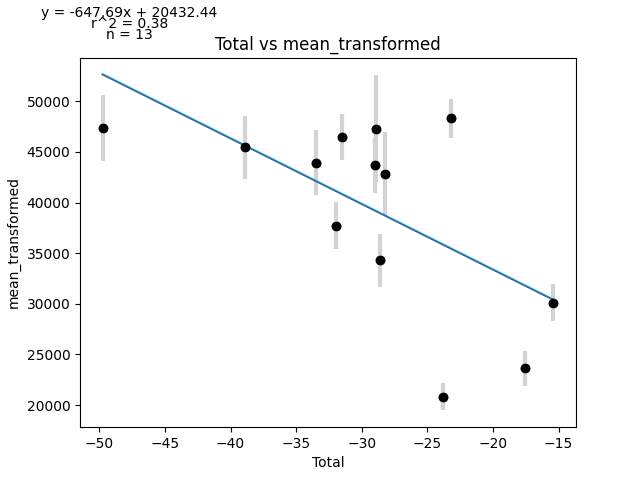 y = -647.69x + 20432.44
r^2 = 0.38
n = 13
Total vs mean_transformed
50000
45000
40000
35000
30000
25000
20000
mean_transformed
−50
−45
−40
−35
−30
−25
−20
−15
Total